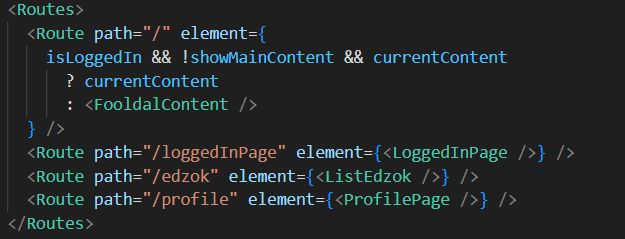 <Routes>
<Route path="/" element={
isLoggedIn && !showMainContent && currentContent
? currentContent
: <FooldalContent />
} />
<Route path="/loggedInPage" element={<LoggedInPage />} />
<Route path="/edzok" element={<ListEdzok />} />
<Route path="/profile" element={<ProfilePage />} />
</Routes>